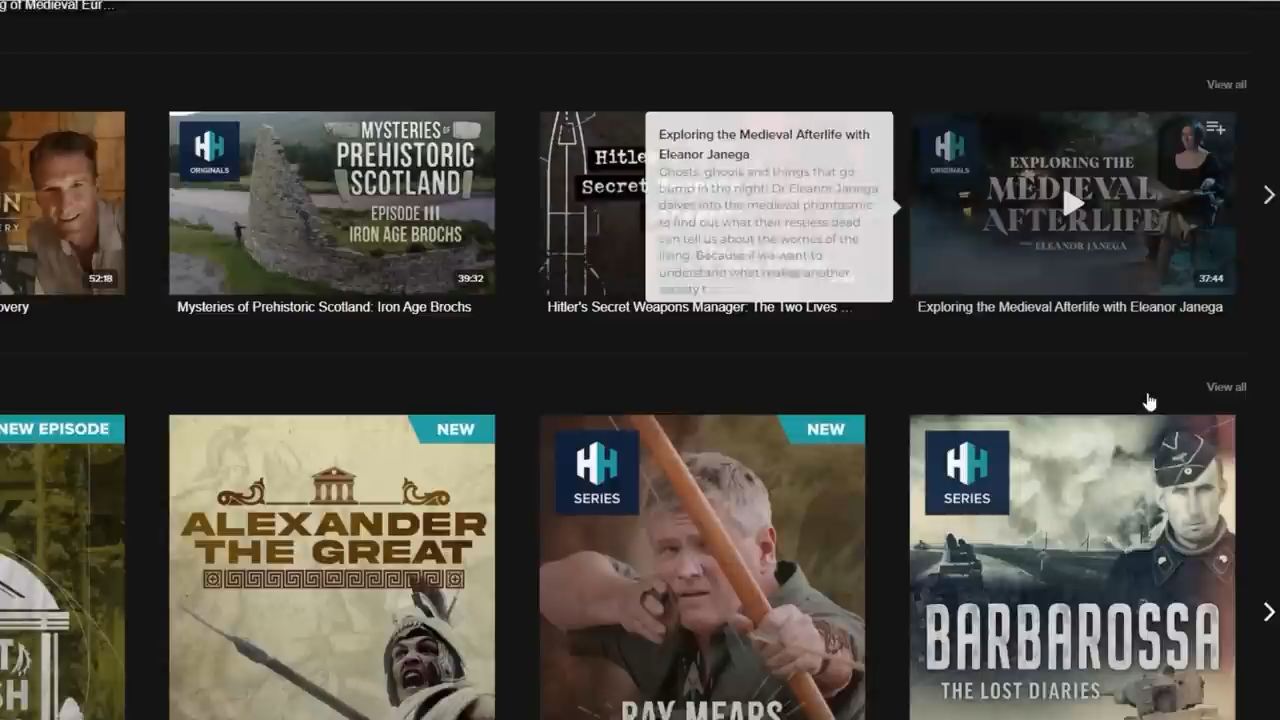 g of Medieval Eur...
View all
52:18
overy
ORIGINALS
MYSTERIES OF
PREHISTORIC
SCOTLAND
EPISODE III
IRON AGE BROCHS
39:32
Mysteries of Prehistoric Scotland: Iron Age Brochs
Hitle
Secret
Hitler's Secret Weapons Manager: The Two Lives ...
Exploring the Medieval Afterlife with
Eleanor Janega
Ghosts, ghouls and things that go
bump in the night! Dr Eleanor Janega
delves into the medieval phantasmic
to find out what their restless dead
can tell us about the worries of the
living. Because if we want to
understand what makes another
society t
ORIGINALS
EXPLORING THE
MEDIEVAL
AFTERLIFE
ELEANOR JANEGA
37:44
Exploring the Medieval Afterlife with Eleanor Janega
View all
NEW EPISODE
NEW
ALEXANDER
THE GREAT
NEW
SERIES
RAY MEARS
SERIES
BARBAROSSA
THE LOST DIARIES